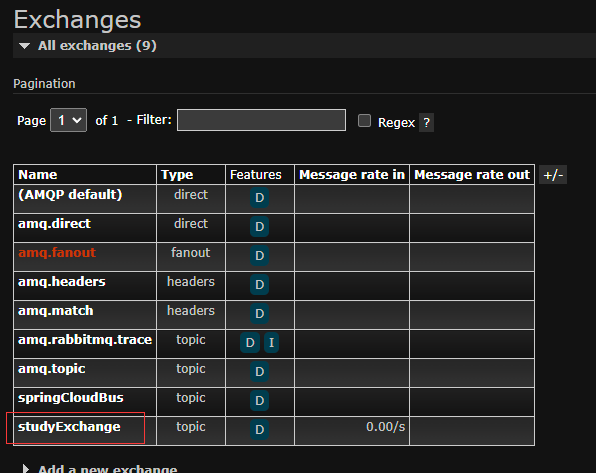 Exchanges
All exchanges (9)
Pagination
Page 1 of 1 - Filter: Regex ?
Name Type Features Message rate in Message rate out +/-
(AMQP default) direct D
amq.direct direct D
amq.fanout fanout D
amq.headers headers D
amq.match headers D
amq.rabbitmq.trace topic D I
amq.topic topic D
springCloudBus topic D
studyExchange topic D 0.00/s
Add a new exchange